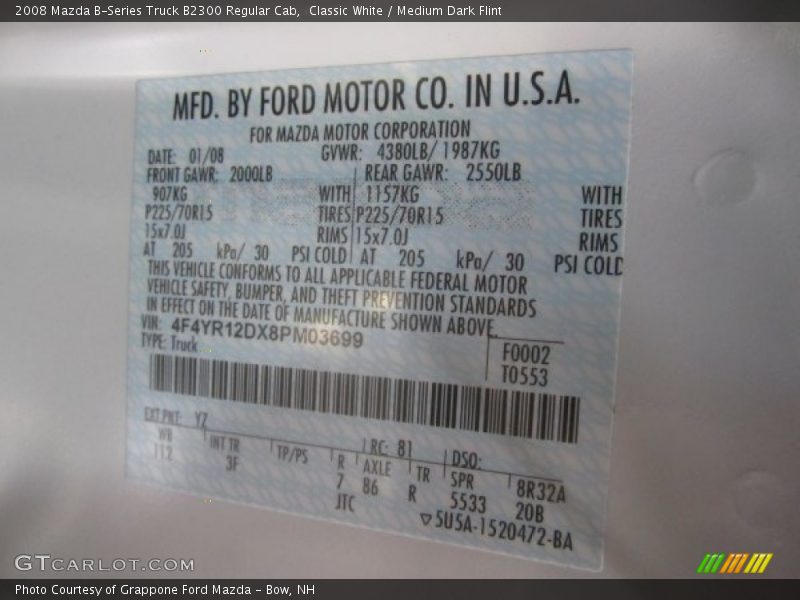 2008 Mazda B-Series Truck B2300 Regular Cab,  Classic White / Medium Dark Flint
MFD. BY FORD MOTOR CO. IN U.S.A.
FOR MAZDA MOTOR CORPORATION
DATE: 01/08 GVWR: 4380LB/ 1987KG
FRONT GAWR: 2000LB REAR GAWR: 2550LB
907KG WITH 1157KG WITH
P225/70R15 TIRES P225/70R15 TIRES
15x7.0J RIMS 15x7.0J RIMS
AT 205 kPa/ 30 PSI COLD AT 205 kPa/ 30 PSI COLD
THIS VEHICLE CONFORMS TO ALL APPLICABLE FEDERAL MOTOR
VEHICLE SAFETY, BUMPER, AND THEFT PREVENTION STANDARDS
IN EFFECT ON THE DATE OF MANUFACTURE SHOWN ABOVE.
VIN: 4F4YR12DX8PM03699
TYPE: Truck
F0002
T0553
EXT PNT: YZ RC: 81 DSO:
WB INT TR TP/PS R AXLE TR SPR 8R32A
112 3F 7 86 R 5533 20B
JTC ▽5U5A-1520472-BA
GTCARLOT.COM
Photo Courtesy of Grappone Ford Mazda - Bow, NH